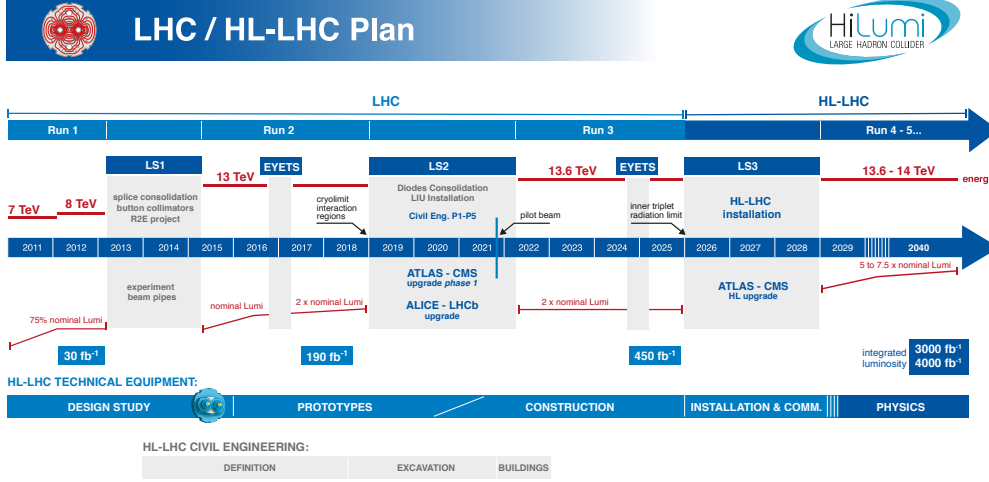 LHC / HL-LHC Plan
HiLumi
LARGE HADRON COLLIDER
LHC
HL-LHC
Run 1
Run 2
Run 3
Run 4 - 5...
LS1
EYETS
LS2
EYETS
LS3
13 TeV
13.6 TeV
13.6 - 14 TeV
energ
7 TeV
8 TeV
splice consolidation
button collimators
R2E project
cryolimit
interaction
regions
Diodes Consolidation
LIU Installation
Civil Eng. P1-P5
pilot beam
inner triplet
radiation limit
HL-LHC
installation
2011
2012
2013
2014
2015
2016
2017
2018
2019
2020
2021
2022
2023
2024
2025
2026
2027
2028
2029
2040
5 to 7.5 x nominal Lumi
experiment
beam pipes
ATLAS - CMS
upgrade phase 1
ALICE - LHCb
upgrade
ATLAS - CMS
HL upgrade
75% nominal Lumi
nominal Lumi
2 x nominal Lumi
2 x nominal Lumi
30 fb-1
190 fb-1
450 fb-1
integrated
luminosity
3000 fb-1
4000 fb-1
HL-LHC TECHNICAL EQUIPMENT:
DESIGN STUDY
PROTOTYPES
CONSTRUCTION
INSTALLATION & COMM.
PHYSICS
HL-LHC CIVIL ENGINEERING:
DEFINITION
EXCAVATION
BUILDINGS